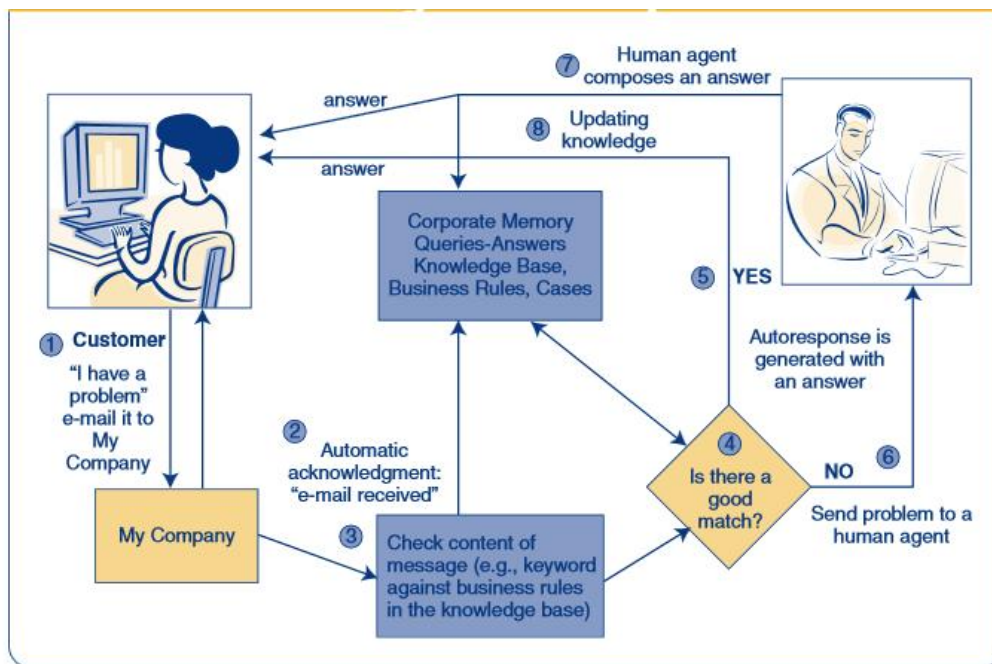 7
Human agent
composes an answer
answer
8
Updating
knowledge
answer
Corporate Memory
Queries-Answers
Knowledge Base,
Business Rules, Cases
5
YES
1
Customer
“I have a
problem”
e-mail it to
My
Company
Autoresponse is
generated with
an answer
2
Automatic
acknowledgment:
“e-mail received”
4
Is there a
good
match?
NO
6
Send problem to a
human agent
My Company
3
Check content of
message (e.g., keyword
against business rules
in the knowledge base)